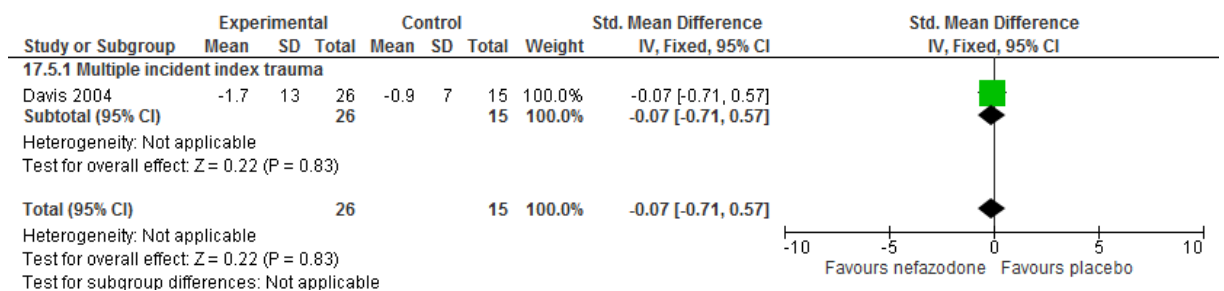 Experimental Control Std. Mean Difference Std. Mean Difference
Study or Subgroup Mean SD Total Mean SD Total Weight IV, Fixed, 95% CI IV, Fixed, 95% CI
17.5.1 Multiple incident index trauma
Davis 2004 -1.7 13 26 -0.9 7 15 100.0% -0.07 [-0.71, 0.57]
Subtotal (95% CI) 26 15 100.0% -0.07 [-0.71, 0.57]
Heterogeneity: Not applicable
Test for overall effect: Z = 0.22 (P = 0.83)
Total (95% CI) 26 15 100.0% -0.07 [-0.71, 0.57]
Heterogeneity: Not applicable
Test for overall effect: Z = 0.22 (P = 0.83)
Test for subgroup differences: Not applicable
-10 -5 0 5 10
Favours nefazodone Favours placebo